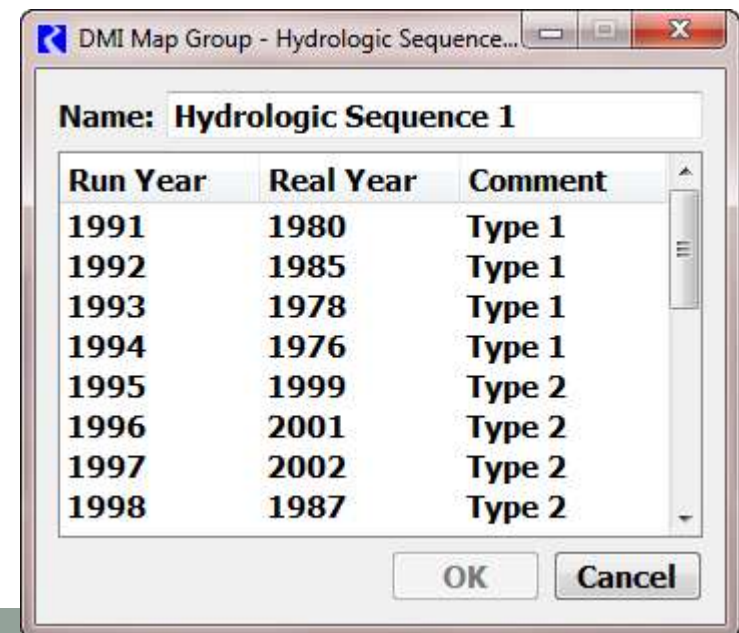 DMI Map Group - Hydrologic Sequence...
Name: Hydrologic Sequence 1
Run Year Real Year Comment
1991 1980 Type 1
1992 1985 Type 1
1993 1978 Type 1
1994 1976 Type 1
1995 1999 Type 2
1996 2001 Type 2
1997 2002 Type 2
1998 1987 Type 2
OK Cancel